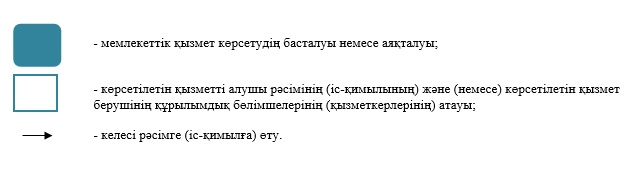 - мемлекеттік қызмет көрсетудің басталуы немесе аяқталуы;
- көрсетілетін қызметті алушы рәсімінің (іс-қимылының) және (немесе) көрсетілетін қызмет
берушінің құрылымдық бөлімшелерінің (қызметкерлерінің) атауы;
- келесі рәсімге (іс-қимылға) өту.